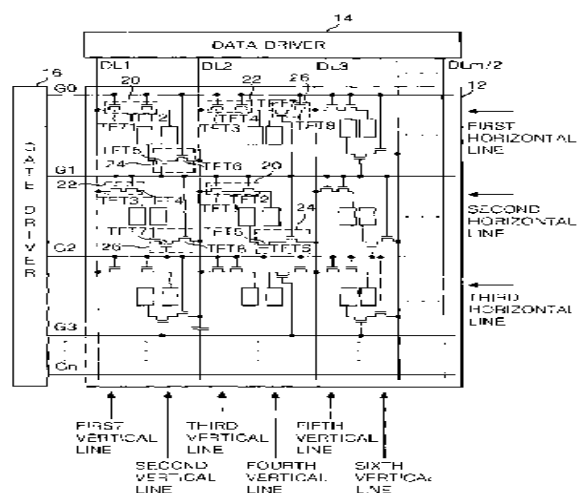 14
DATA DRIVER
16
DL1
DL2
DL3
DLm/2
12
G0
20
22
26
TFT1
TFT2
TFT3
TFT4
TFT7
TFT8
FIRST
HORIZONTAL
LINE
TFT5
24
TFT6
G1
22
20
GATE DRIVER
TFT3
TFT4
TFT1
TFT2
24
SECOND
HORIZONTAL
LINE
TFT7
TFT5
26
TFT8
TFT6
G2
THIRD
HORIZONTAL
LINE
G3
Gn
FIRST
VERTICAL
LINE
THIRD
VERTICAL
LINE
FIFTH
VERTICAL
LINE
SECOND
VERTICAL
LINE
FOURTH
VERTICAL
LINE
SIXTH
VERTICAL
LINE